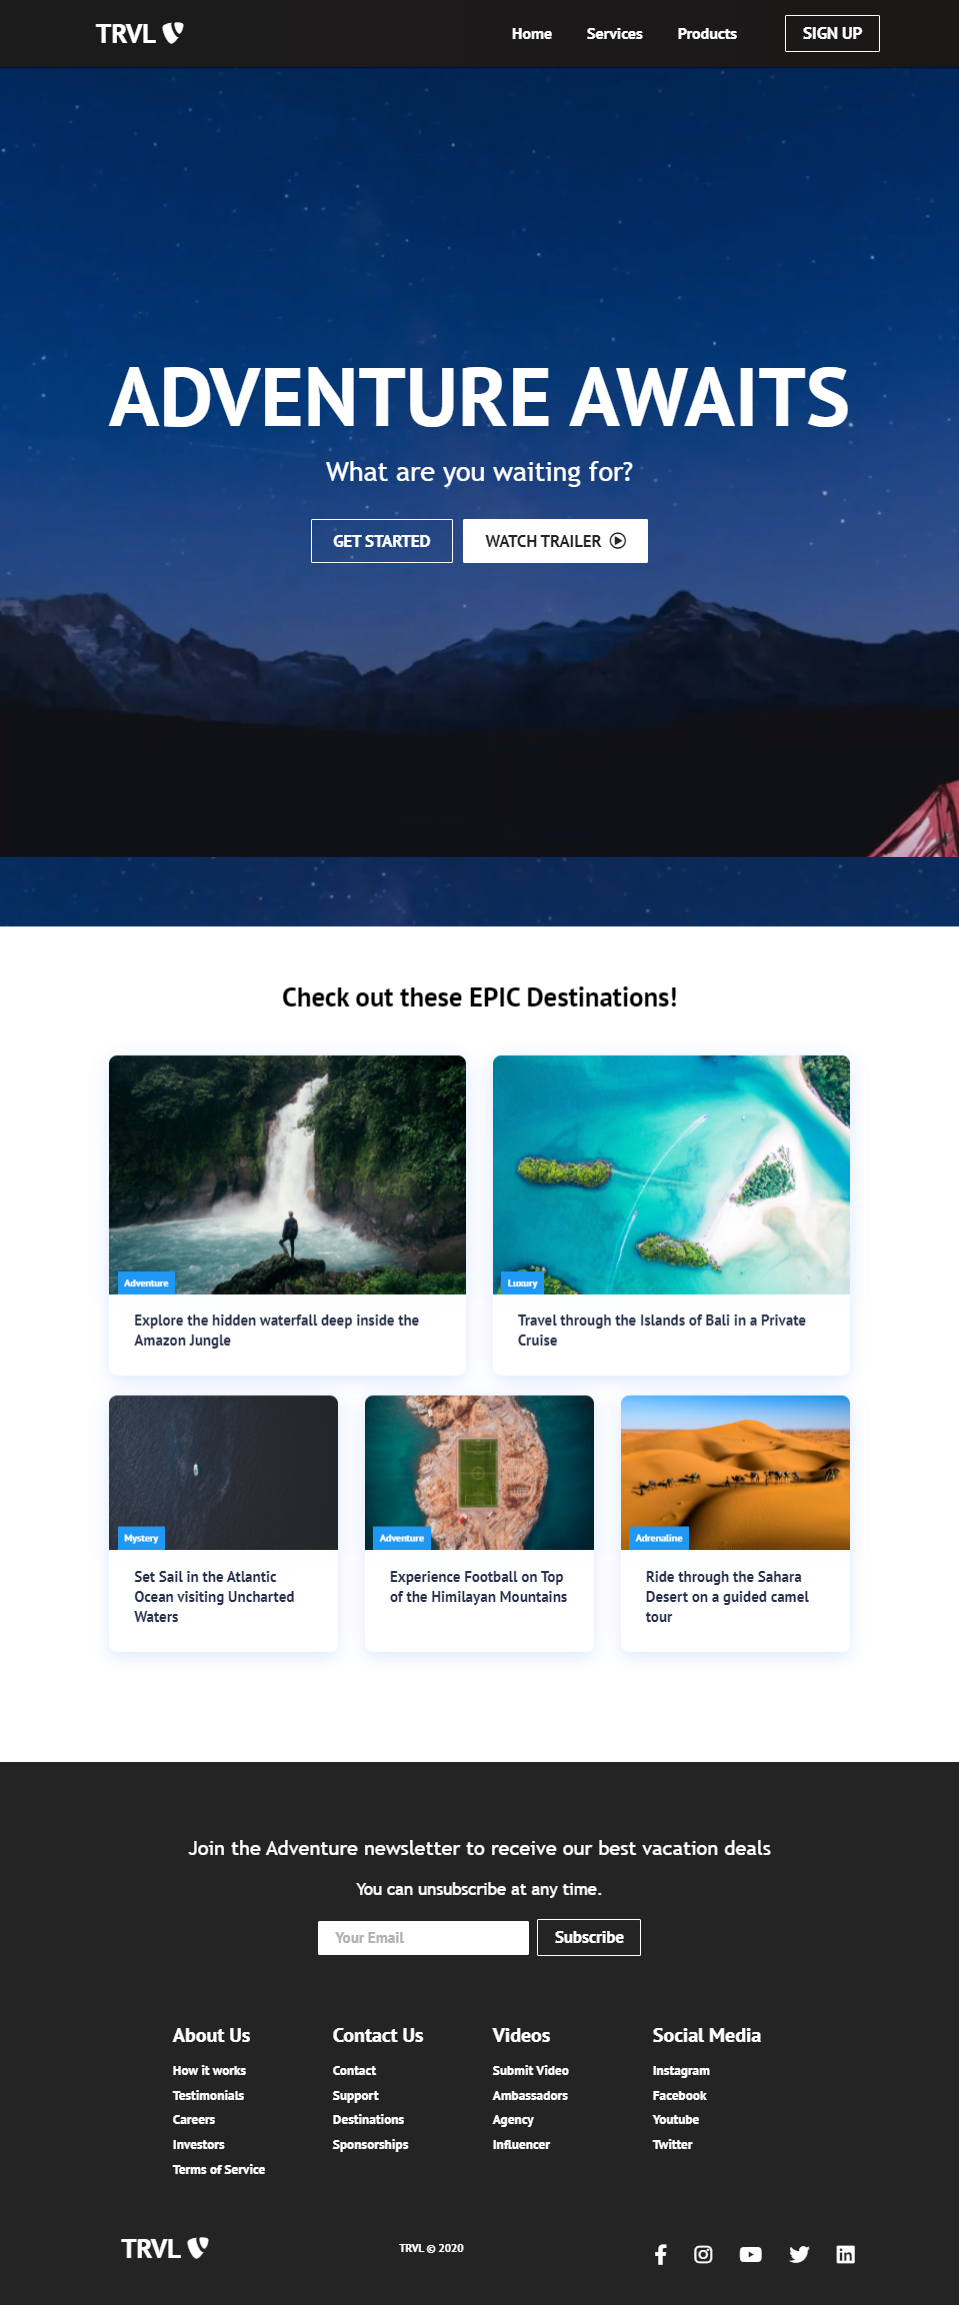 TRVL
Home Services Products SIGN UP
ADVENTURE AWAITS
What are you waiting for?
GET STARTED WATCH TRAILER
Check out these EPIC Destinations!
Adventure
Explore the hidden waterfall deep inside the
Amazon Jungle
Luxury
Travel through the Islands of Bali in a Private
Cruise
Mystery
Set Sail in the Atlantic
Ocean visiting Uncharted
Waters
Adventure
Experience Football on Top
of the Himilayan Mountains
Adrenaline
Ride through the Sahara
Desert on a guided camel
tour
Join the Adventure newsletter to receive our best vacation deals
You can unsubscribe at any time.
Your Email Subscribe
About Us
How it works
Testimonials
Careers
Investors
Terms of Service
Contact Us
Contact
Support
Destinations
Sponsorships
Videos
Submit Video
Ambassadors
Agency
Influencer
Social Media
Instagram
Facebook
Youtube
Twitter
TRVL
TRVL © 2020